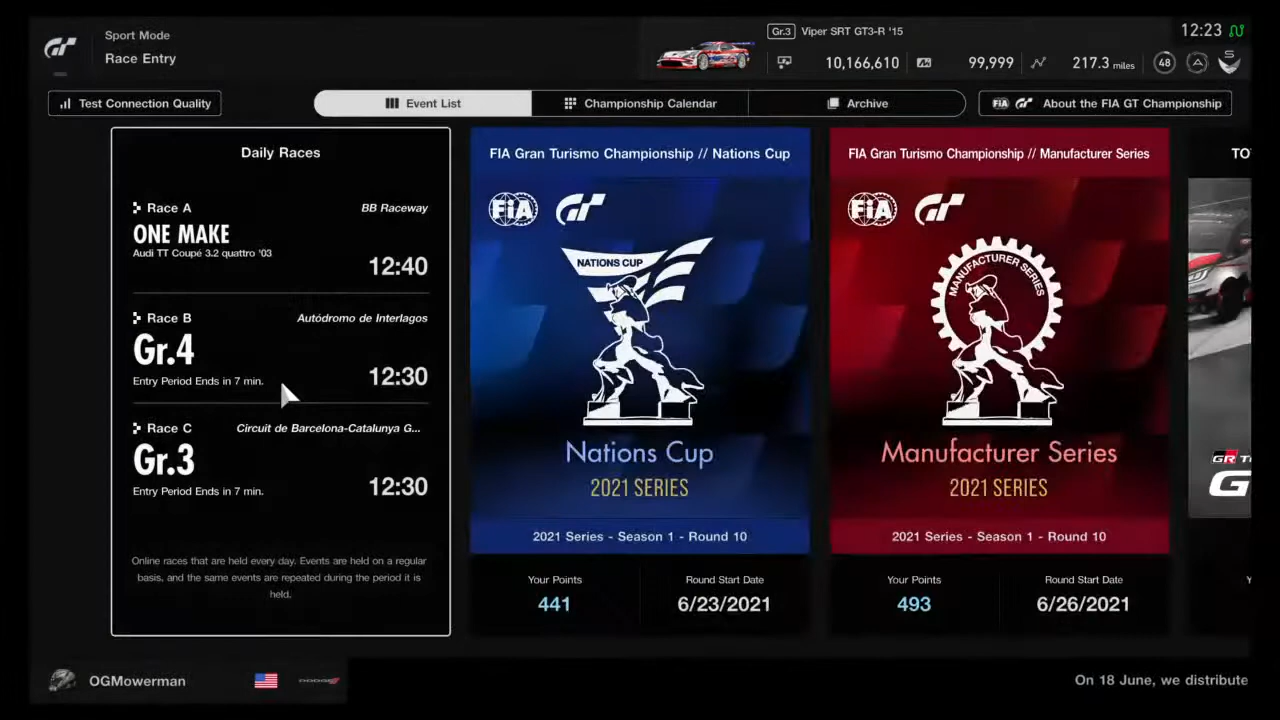 Sport Mode
Race Entry
Gr.3 Viper SRT GT3-R '15
12:23
10,166,610
99,999
217.3 miles
48
A
S
Test Connection Quality
Event List
Championship Calendar
Archive
FIA GT About the FIA GT Championship
Daily Races
Race A
BB Raceway
ONE MAKE
Audi TT Coupé 3.2 quattro '03
12:40
Race B
Autódromo de Interlagos
Gr.4
Entry Period Ends in 7 min.
12:30
Race C
Circuit de Barcelona-Catalunya G...
Gr.3
Entry Period Ends in 7 min.
12:30
Online races that are held every day. Events are held on a regular
basis, and the same events are repeated during the period it is
held.
FIA Gran Turismo Championship // Nations Cup
FIA GT
NATIONS CUP
Nations Cup
2021 SERIES
2021 Series - Season 1 - Round 10
Your Points
441
Round Start Date
6/23/2021
FIA Gran Turismo Championship // Manufacturer Series
FIA GT
MANUFACTURER SERIES
Manufacturer Series
2021 SERIES
2021 Series - Season 1 - Round 10
Your Points
493
Round Start Date
6/26/2021
TO
GR T
G
Y
OGMowerman
DODGE
On 18 June, we distribute